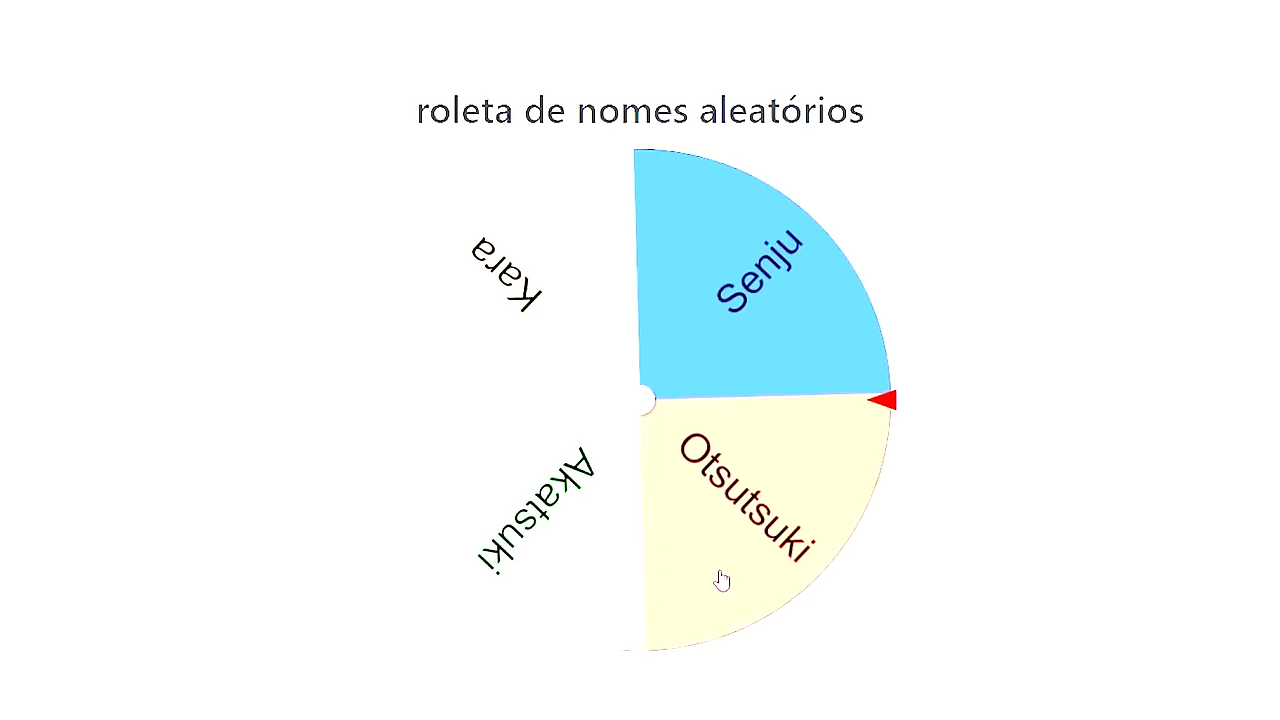 roleta de nomes aleatórios
Kara
Senju
Akatsuki
Otsutsuki